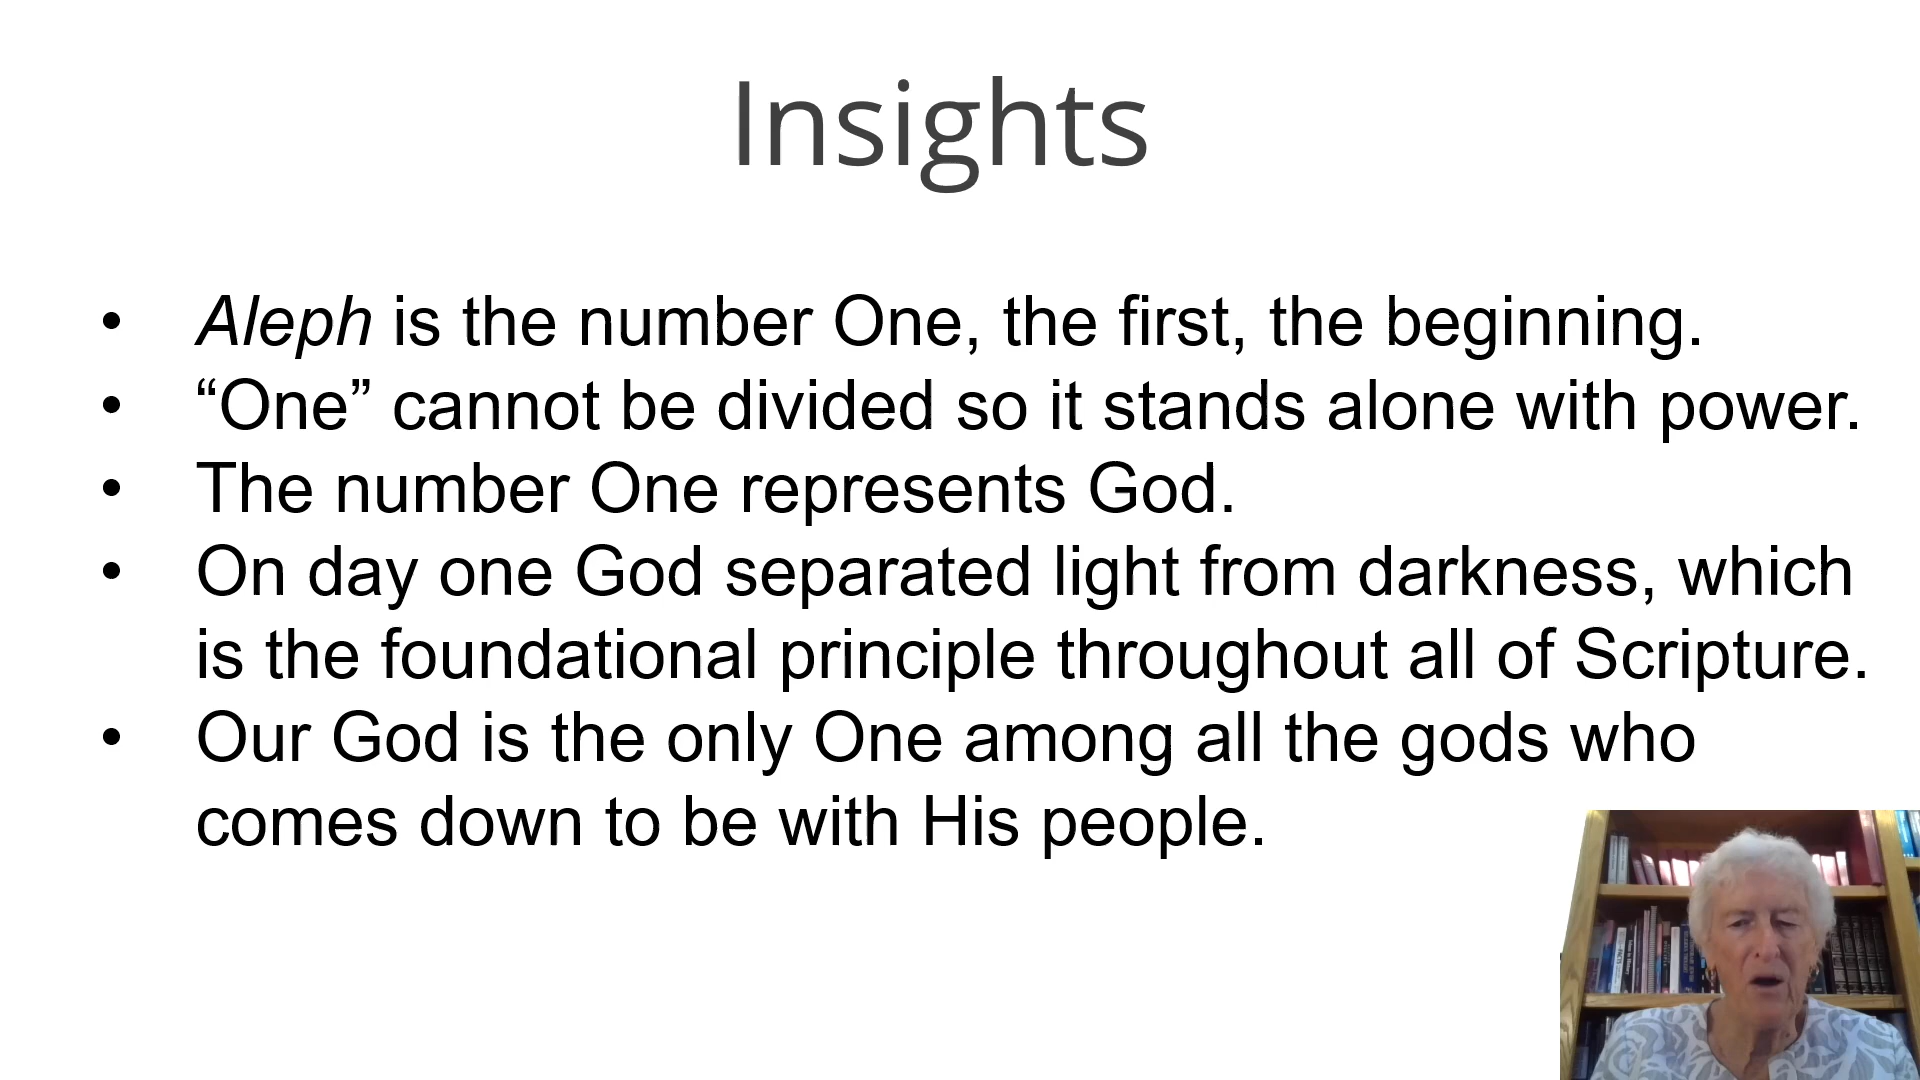 Insights
• Aleph is the number One, the first, the beginning.
• “One” cannot be divided so it stands alone with power.
• The number One represents God.
• On day one God separated light from darkness, which
is the foundational principle throughout all of Scripture.
• Our God is the only One among all the gods who
comes down to be with His people.